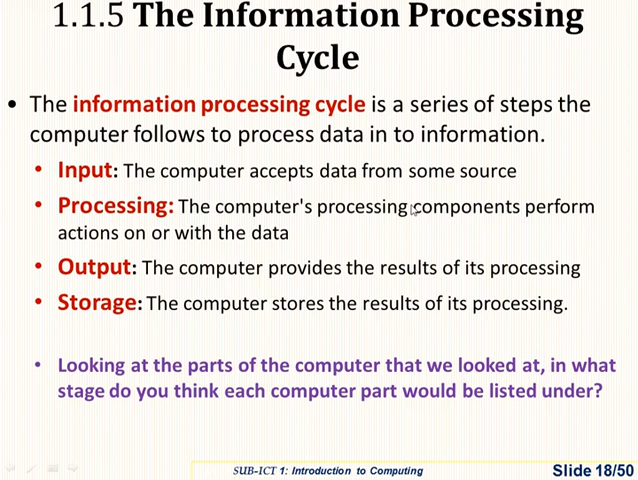 1.1.5 The Information Processing
Cycle
• The information processing cycle is a series of steps the
computer follows to process data in to information.
• Input: The computer accepts data from some source
• Processing: The computer's processing components perform
actions on or with the data
• Output: The computer provides the results of its processing
• Storage: The computer stores the results of its processing.
• Looking at the parts of the computer that we looked at, in what
stage do you think each computer part would be listed under?
SUB-ICT 1: Introduction to Computing
Slide 18/50